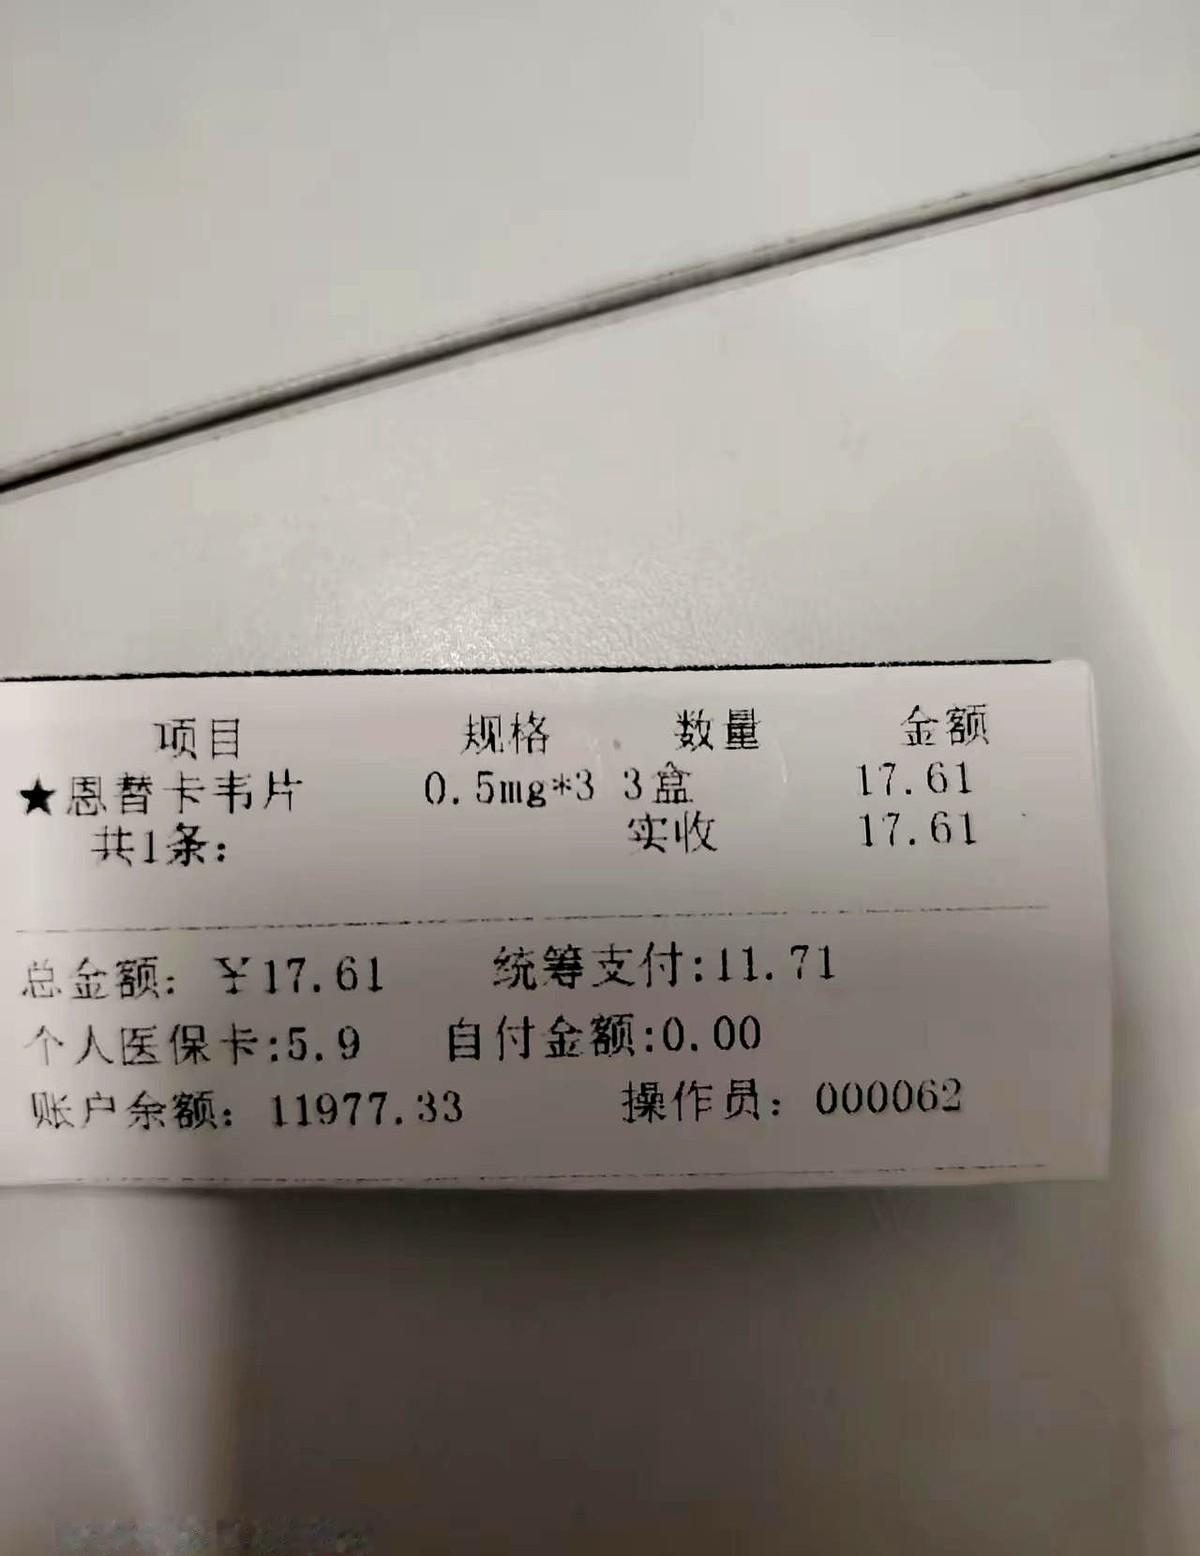 项目 规格 数量 金额
★恩替卡韦片 0.5mg*3 3盒 17.61
共1条: 实收 17.61
总金额: ¥17.61 统筹支付:11.71
个人医保卡:5.9 自付金额:0.00
账户余额: 11977.33 操作员: 000062